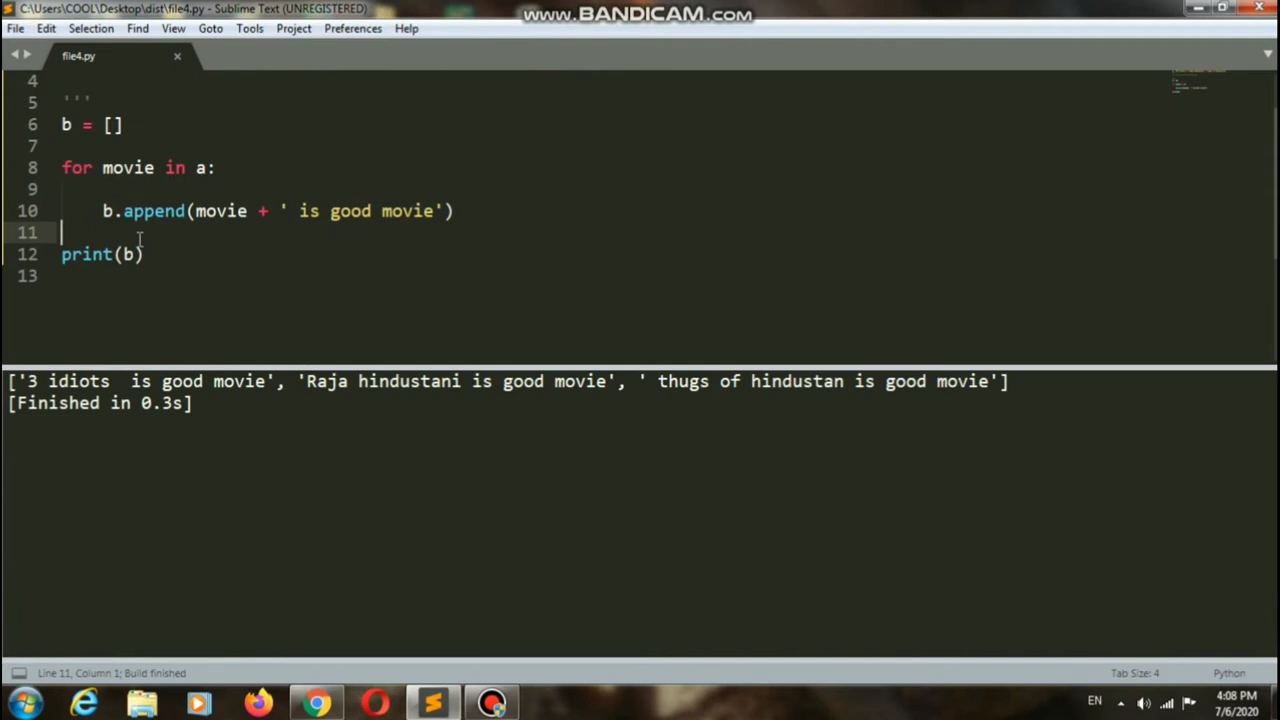 C:\Users\COOL\Desktop\dist\file4.py - Sublime Text (UNREGISTERED)
www.BANDICAM.com
File Edit Selection Find View Goto Tools Project Preferences Help
file4.py
4
5 '''
6 b = []
7
8 for movie in a:
9
10 b.append(movie + ' is good movie')
11
12 print(b)
13
['3 idiots  is good movie', 'Raja hindustani is good movie', ' thugs of hindustan is good movie']
[Finished in 0.3s]
Line 11, Column 1; Build finished
Tab Size: 4
Python
EN
4:08 PM
7/6/2020